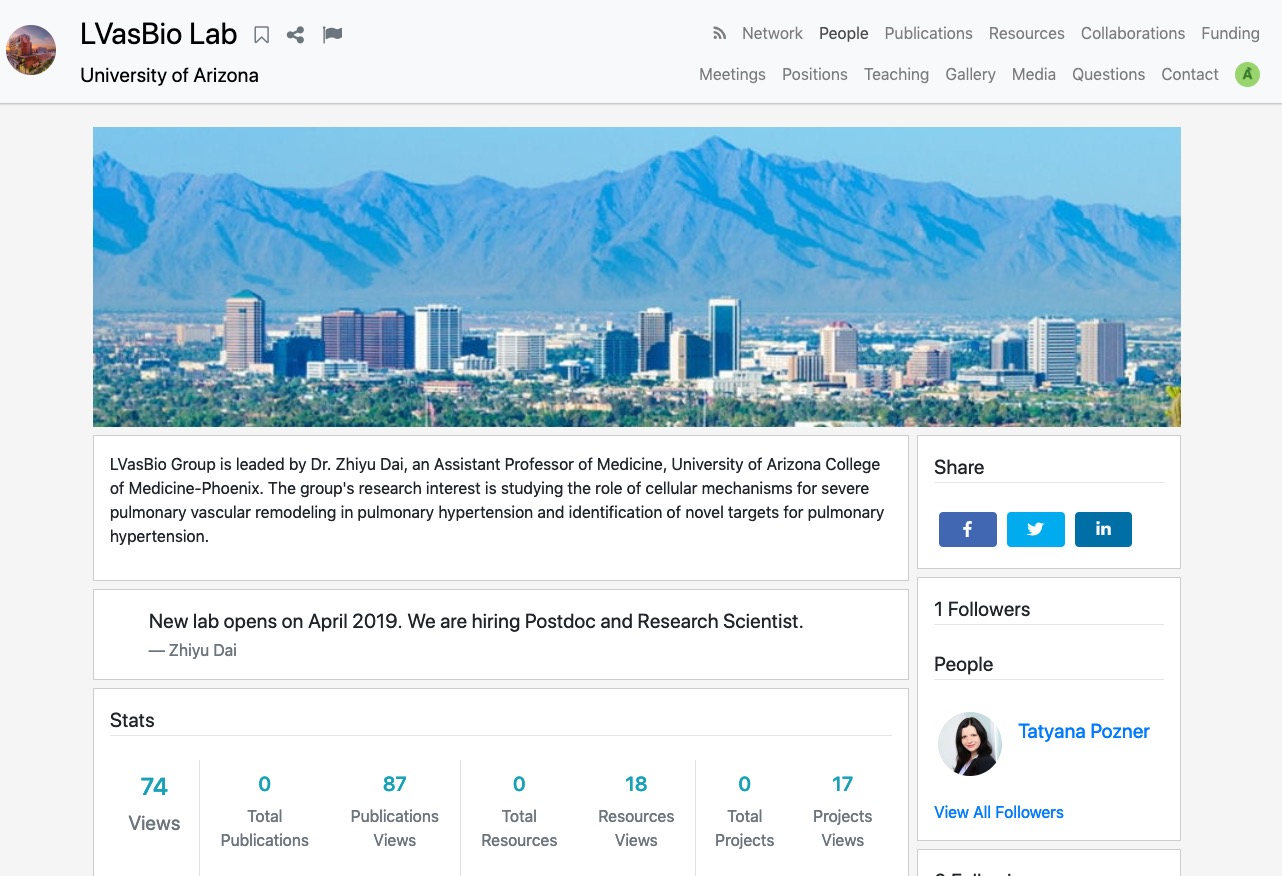 LVasBio Lab
University of Arizona
Network People Publications Resources Collaborations Funding
Meetings Positions Teaching Gallery Media Questions Contact
LVasBio Group is leaded by Dr. Zhiyu Dai, an Assistant Professor of Medicine, University of Arizona College
of Medicine-Phoenix. The group's research interest is studying the role of cellular mechanisms for severe
pulmonary vascular remodeling in pulmonary hypertension and identification of novel targets for pulmonary
hypertension.
New lab opens on April 2019. We are hiring Postdoc and Research Scientist.
— Zhiyu Dai
Stats
74
Views
0
Total
Publications
87
Publications
Views
0
Total
Resources
18
Resources
Views
0
Total
Projects
17
Projects
Views
Share
f
in
1 Followers
People
Tatyana Pozner
View All Followers